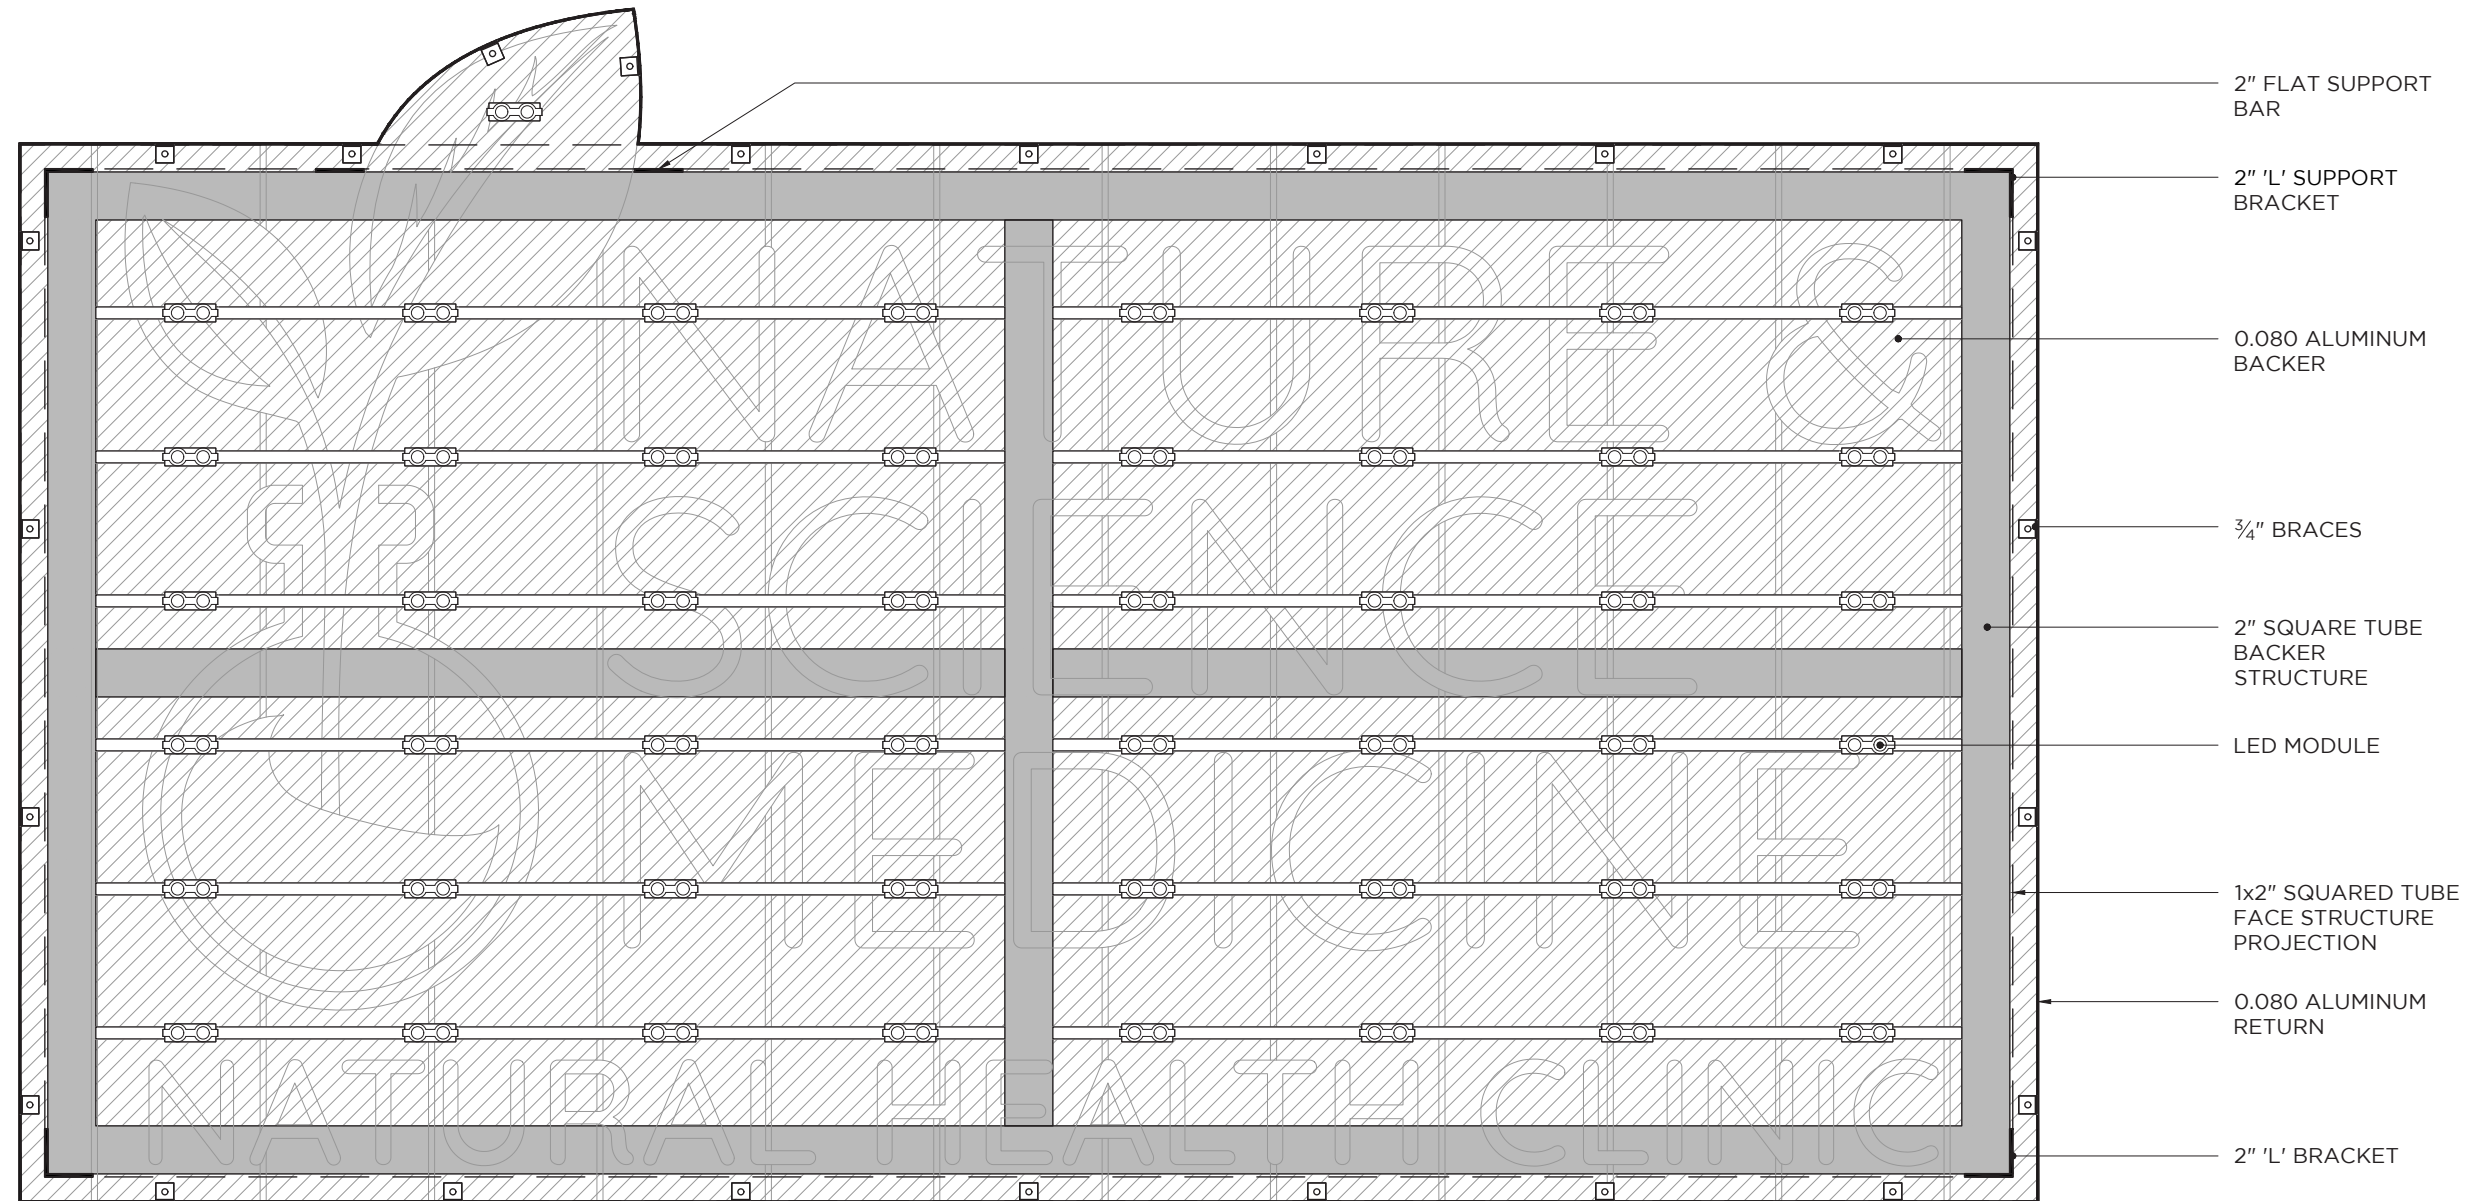 2" FLAT SUPPORT
BAR
2" 'L' SUPPORT
BRACKET
0.080 ALUMINUM
BACKER
¾" BRACES
2" SQUARE TUBE
BACKER
STRUCTURE
LED MODULE
1x2" SQUARED TUBE
FACE STRUCTURE
PROJECTION
0.080 ALUMINUM
RETURN
2" 'L' BRACKET
NATURE &
SCIENCE
MEDICINE
NATURAL HEALTH CLINIC